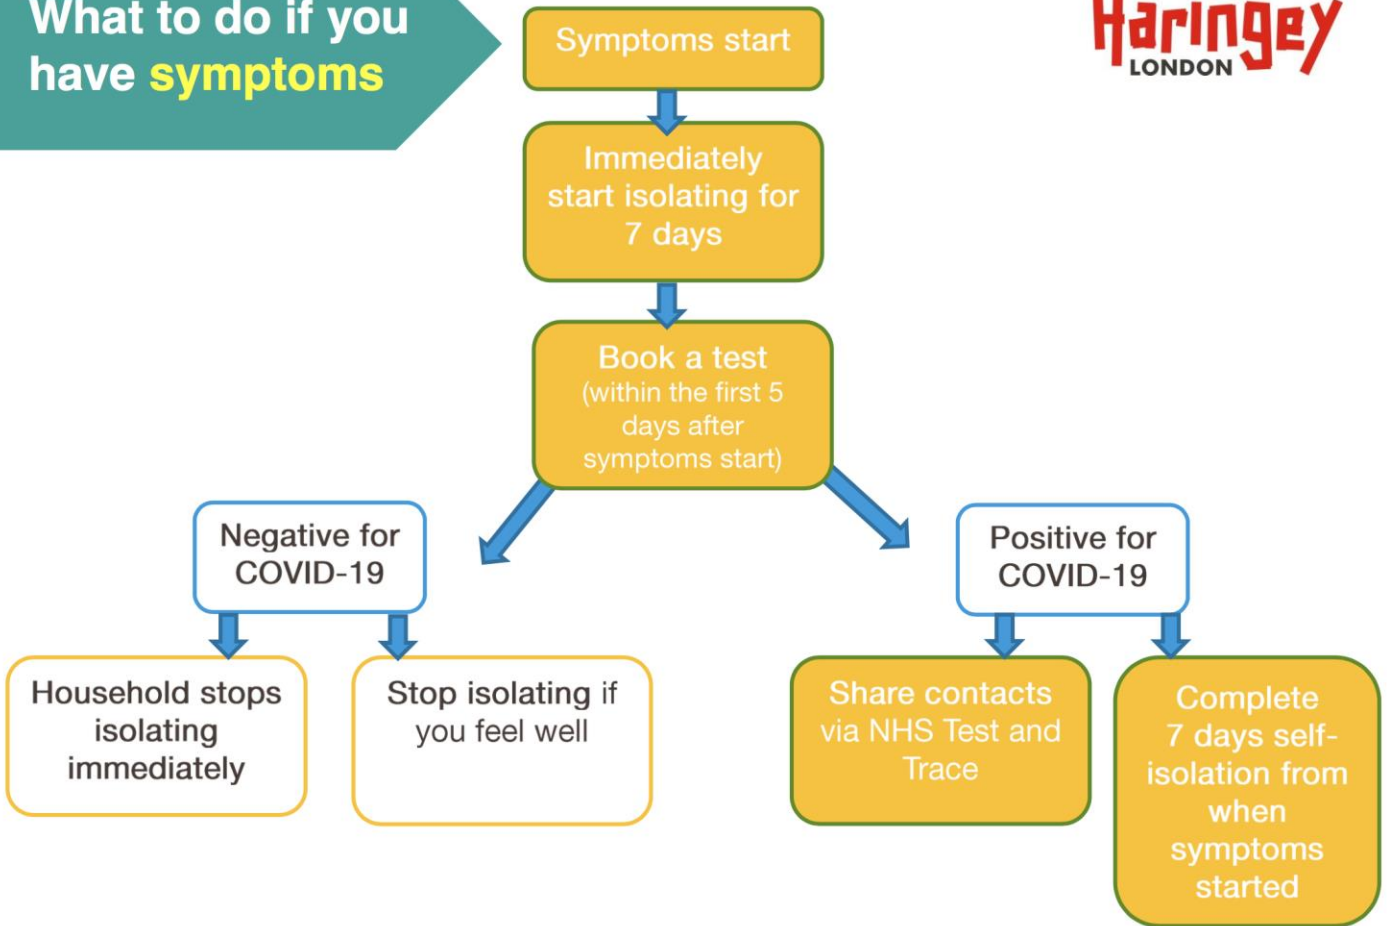 What to do if you
have symptoms
Haringey
LONDON
Symptoms start
Immediately
start isolating for
7 days
Book a test
(within the first 5
days after
symptoms start)
Negative for
COVID-19
Positive for
COVID-19
Household stops
isolating
immediately
Stop isolating if
you feel well
Share contacts
via NHS Test and
Trace
Complete
7 days self-
isolation from
when
symptoms
started